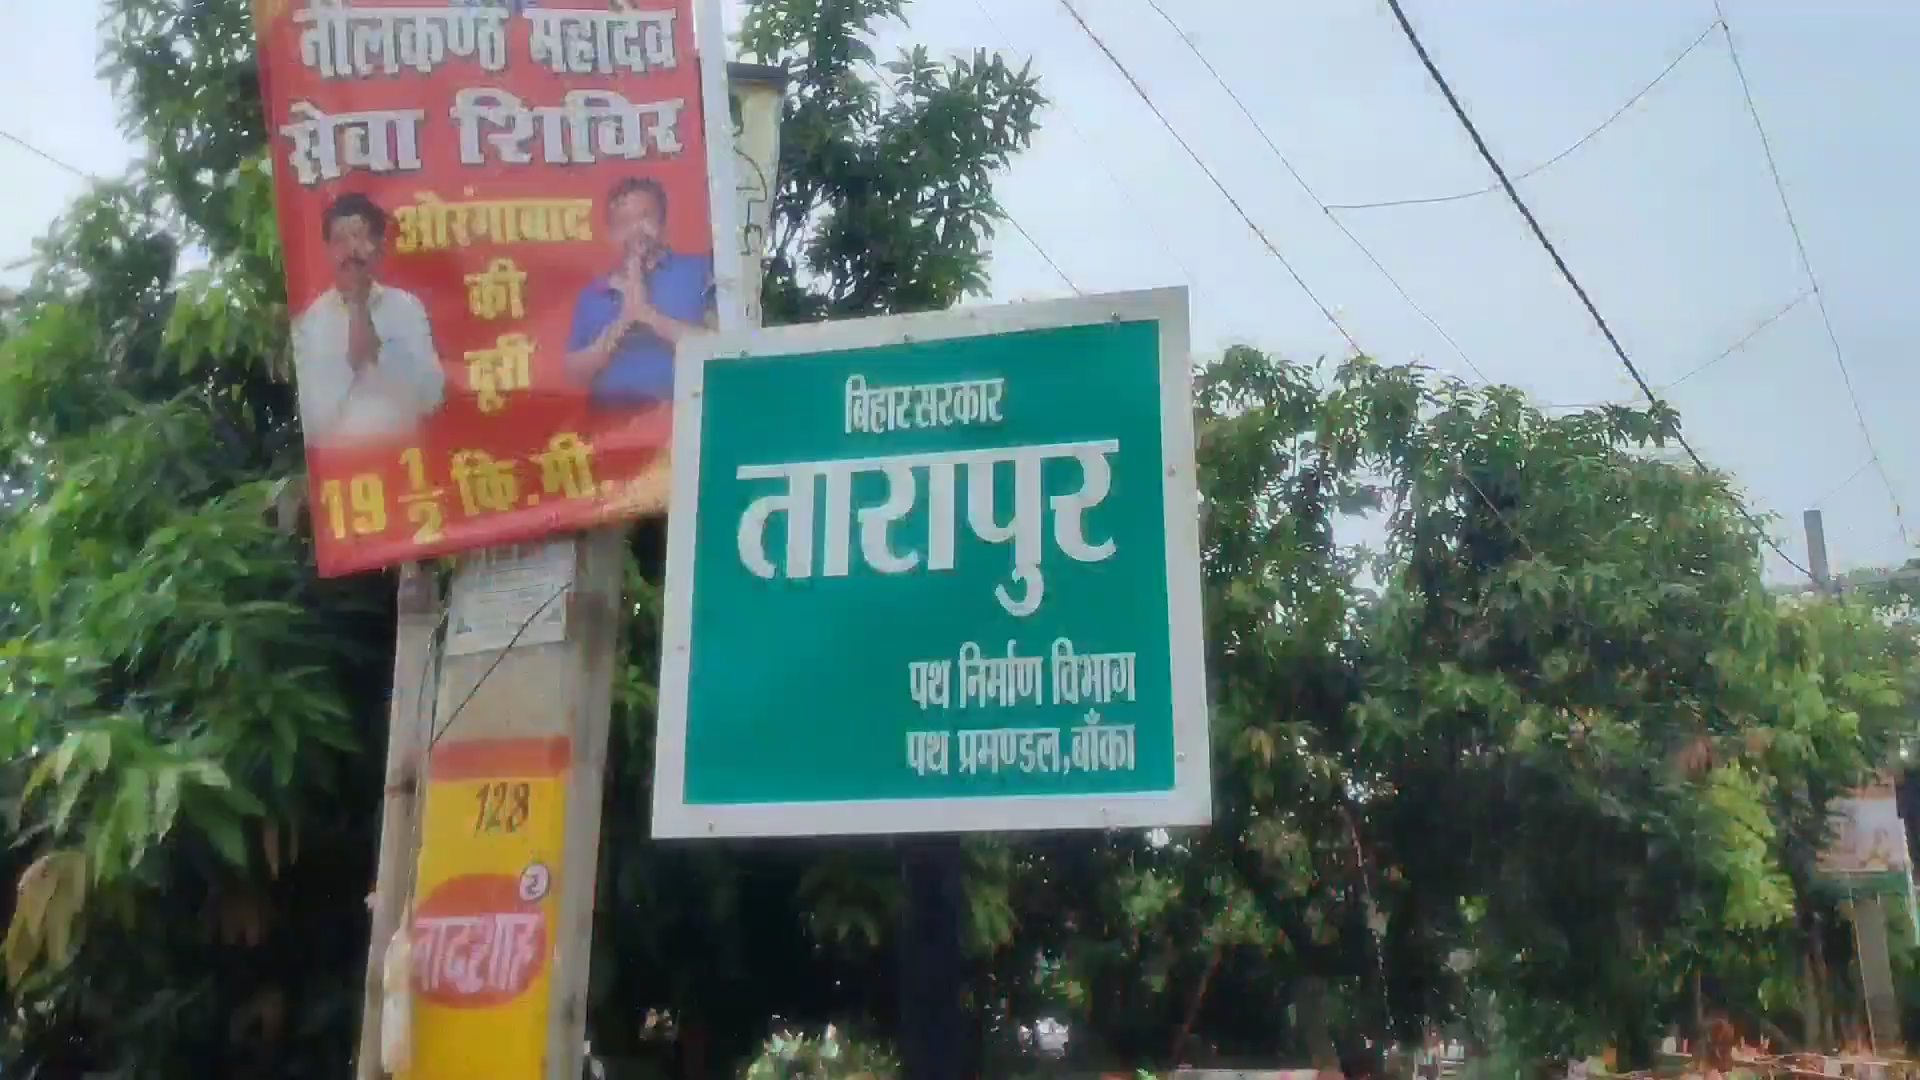 नीलकण्ठ महादेव
सेवा शिविर
औरंगाबाद
की
दूरी
19 1/2 कि.मी.
बिहार सरकार
तारापुर
पथ निर्माण विभाग
पथ प्रमण्डल,बाँका
128
बादशाह